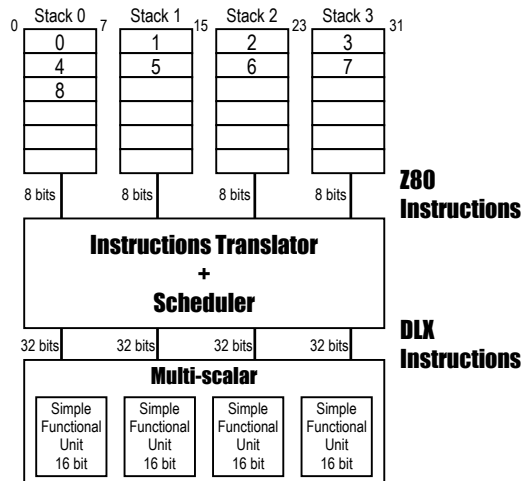 Stack 0 Stack 1 Stack 2 Stack 3
0 7 15 23 31
0 1 2 3
4 5 6 7
8
8 bits 8 bits 8 bits 8 bits
Z80
Instructions
Instructions Translator
+
Scheduler
DLX
Instructions
32 bits 32 bits 32 bits 32 bits
Multi-scalar
Simple Simple Simple Simple
Functional Functional Functional Functional
Unit Unit Unit Unit
16 bit 16 bit 16 bit 16 bit